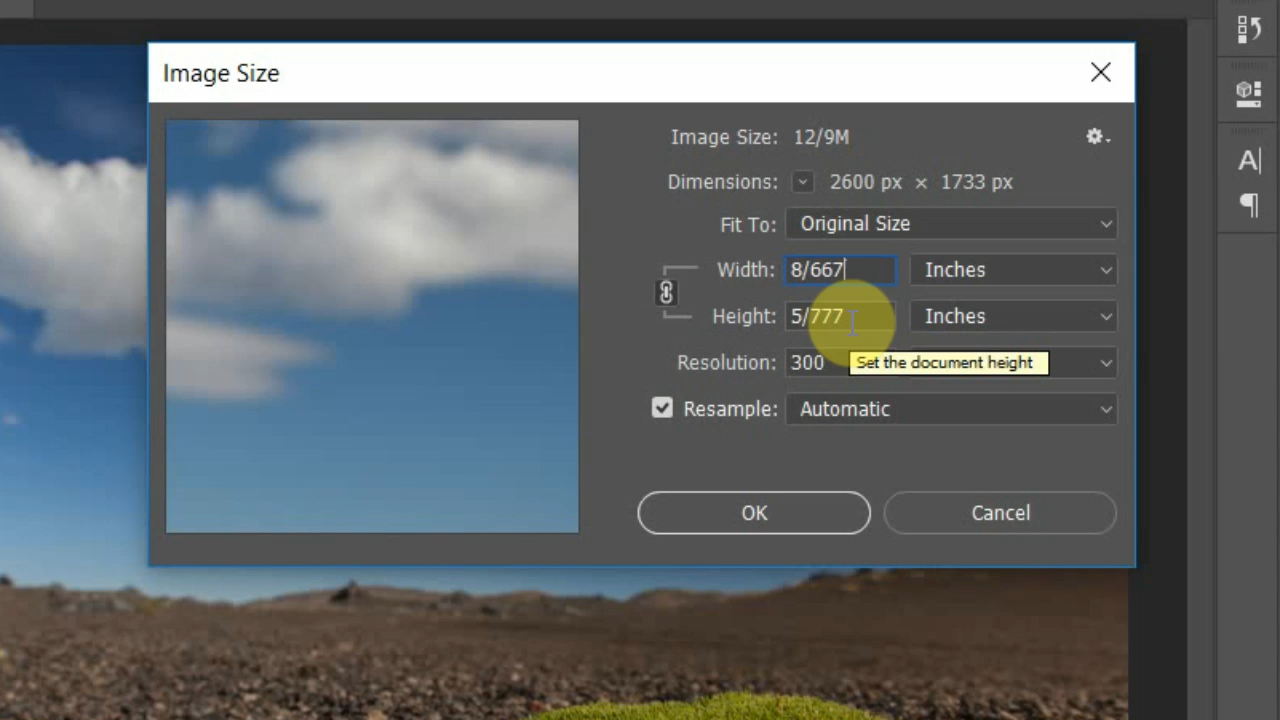 Image Size
Image Size: 12/9M
Dimensions: 2600 px × 1733 px
Fit To: Original Size
Width: 8/667 Inches
Height: 5/777 Inches
Resolution: 300
Set the document height
Resample: Automatic
OK Cancel